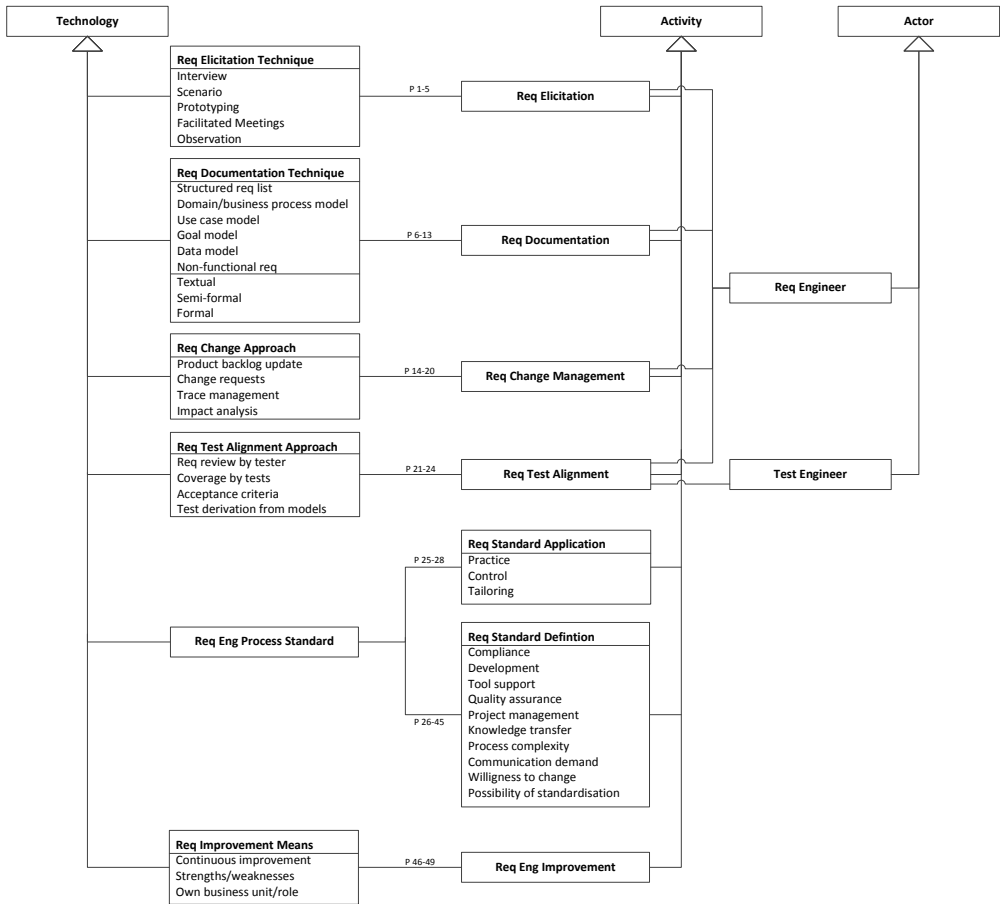 Technology
Activity
Actor
Req Elicitation Technique
Interview
Scenario
Prototyping
Facilitated Meetings
Observation
P 1-5
Req Elicitation
Req Documentation Technique
Structured req list
Domain/business process model
Use case model
Goal model
Data model
Non-functional req
Textual
Semi-formal
Formal
P 6-13
Req Documentation
Req Engineer
Req Change Approach
Product backlog update
Change requests
Trace management
Impact analysis
P 14-20
Req Change Management
Req Test Alignment Approach
Req review by tester
Coverage by tests
Acceptance criteria
Test derivation from models
P 21-24
Req Test Alignment
Test Engineer
Req Standard Application
Practice
Control
Tailoring
P 25-28
Req Eng Process Standard
Req Standard Defintion
Compliance
Development
Tool support
Quality assurance
Project management
Knowledge transfer
Process complexity
Communication demand
Willigness to change
Possibility of standardisation
P 26-45
Req Improvement Means
Continuous improvement
Strengths/weaknesses
Own business unit/role
P 46-49
Req Eng Improvement